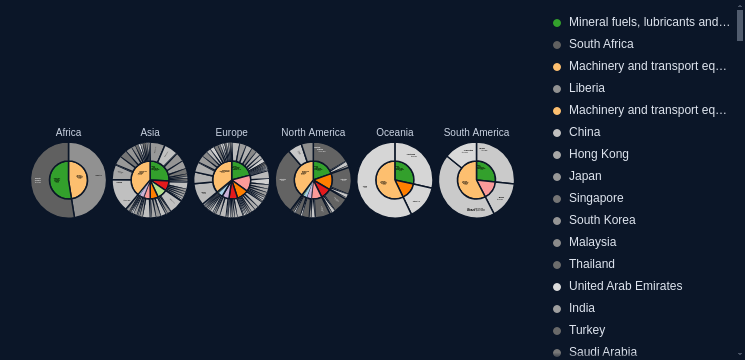 Africa
Asia
Europe
North America
Oceania
South America
Mineral fuels, lubricants and…
South Africa
Machinery and transport eq…
Liberia
Machinery and transport eq…
China
Hong Kong
Japan
Singapore
South Korea
Malaysia
Thailand
United Arab Emirates
India
Turkey
Saudi Arabia